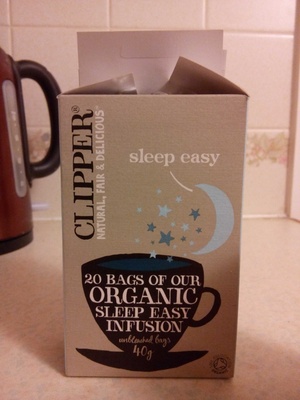 CLIPPER®
NATURAL, FAIR & DELICIOUS
sleep easy
20 BAGS OF OUR
ORGANIC
SLEEP EASY
INFUSION
unbleached bags
40g